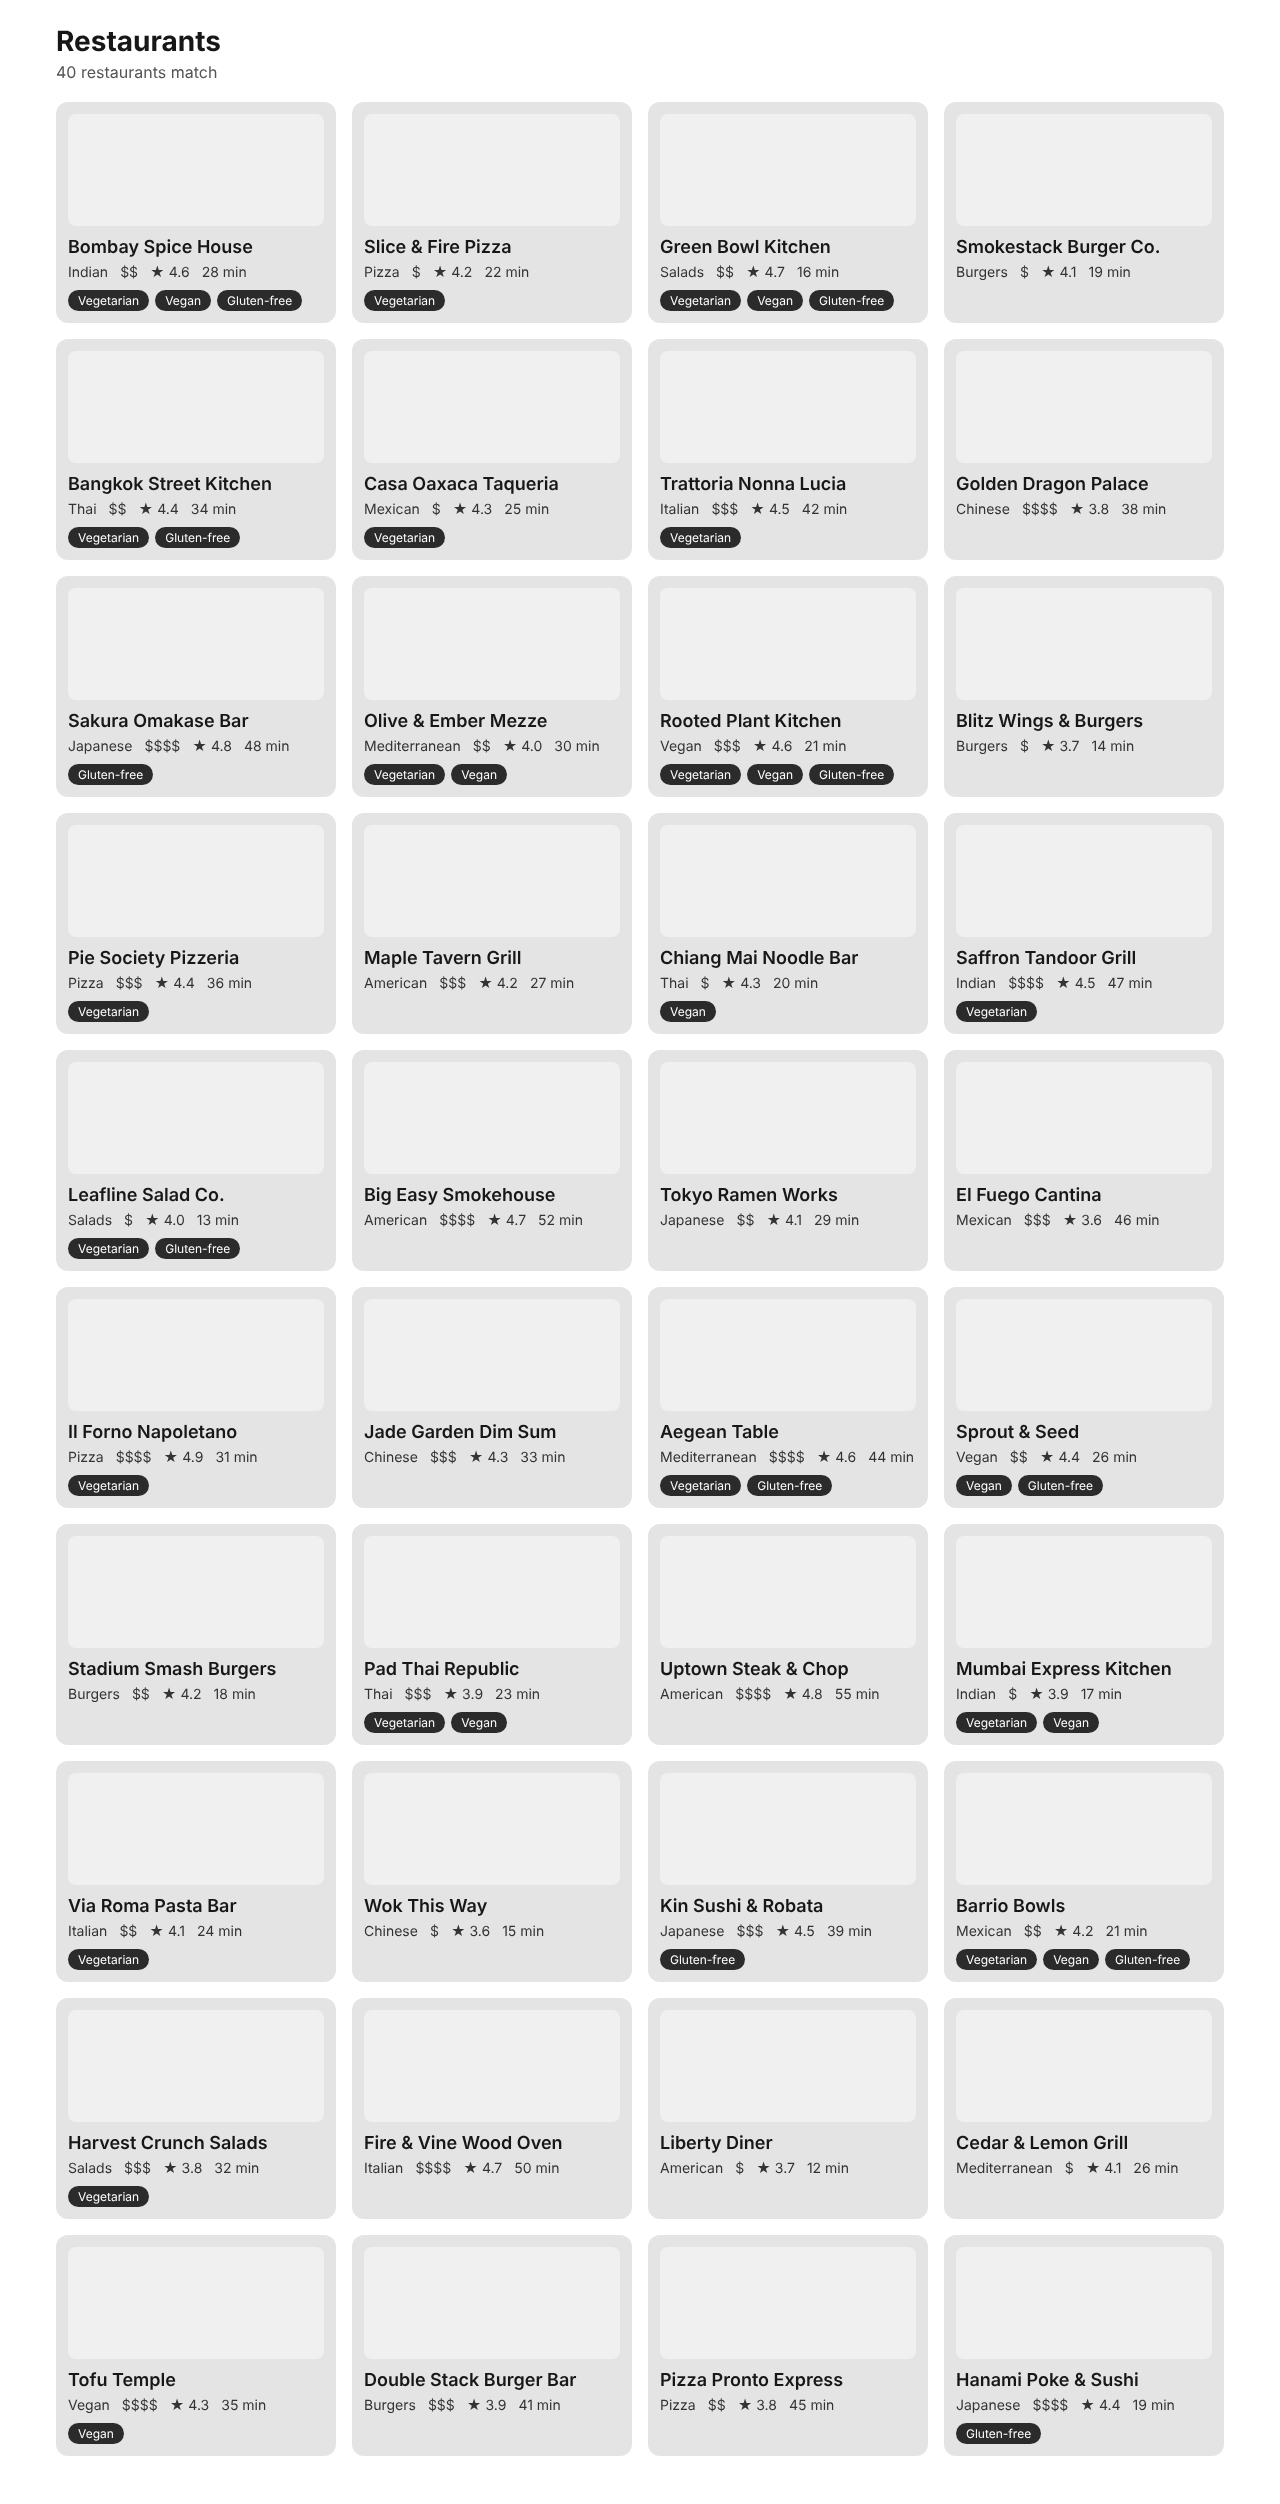 Restaurants
40 restaurants match
Bombay Spice House
Indian $$ ★ 4.6 28 min
Vegetarian Vegan Gluten-free
Slice & Fire Pizza
Pizza $ ★ 4.2 22 min
Vegetarian
Green Bowl Kitchen
Salads $$ ★ 4.7 16 min
Vegetarian Vegan Gluten-free
Smokestack Burger Co.
Burgers $ ★ 4.1 19 min
Bangkok Street Kitchen
Thai $$ ★ 4.4 34 min
Vegetarian Gluten-free
Casa Oaxaca Taqueria
Mexican $ ★ 4.3 25 min
Vegetarian
Trattoria Nonna Lucia
Italian $$$ ★ 4.5 42 min
Vegetarian
Golden Dragon Palace
Chinese $$$$ ★ 3.8 38 min
Sakura Omakase Bar
Japanese $$$$ ★ 4.8 48 min
Gluten-free
Olive & Ember Mezze
Mediterranean $$ ★ 4.0 30 min
Vegetarian Vegan
Rooted Plant Kitchen
Vegan $$$ ★ 4.6 21 min
Vegetarian Vegan Gluten-free
Blitz Wings & Burgers
Burgers $ ★ 3.7 14 min
Pie Society Pizzeria
Pizza $$$ ★ 4.4 36 min
Vegetarian
Maple Tavern Grill
American $$$ ★ 4.2 27 min
Chiang Mai Noodle Bar
Thai $ ★ 4.3 20 min
Vegan
Saffron Tandoor Grill
Indian $$$$ ★ 4.5 47 min
Vegetarian
Leafline Salad Co.
Salads $ ★ 4.0 13 min
Vegetarian Gluten-free
Big Easy Smokehouse
American $$$$ ★ 4.7 52 min
Tokyo Ramen Works
Japanese $$ ★ 4.1 29 min
El Fuego Cantina
Mexican $$$ ★ 3.6 46 min
Il Forno Napoletano
Pizza $$$$ ★ 4.9 31 min
Vegetarian
Jade Garden Dim Sum
Chinese $$$ ★ 4.3 33 min
Aegean Table
Mediterranean $$$$ ★ 4.6 44 min
Vegetarian Gluten-free
Sprout & Seed
Vegan $$ ★ 4.4 26 min
Vegan Gluten-free
Stadium Smash Burgers
Burgers $$ ★ 4.2 18 min
Pad Thai Republic
Thai $$$ ★ 3.9 23 min
Vegetarian Vegan
Uptown Steak & Chop
American $$$$ ★ 4.8 55 min
Mumbai Express Kitchen
Indian $ ★ 3.9 17 min
Vegetarian Vegan
Via Roma Pasta Bar
Italian $$ ★ 4.1 24 min
Vegetarian
Wok This Way
Chinese $ ★ 3.6 15 min
Kin Sushi & Robata
Japanese $$$ ★ 4.5 39 min
Gluten-free
Barrio Bowls
Mexican $$ ★ 4.2 21 min
Vegetarian Vegan Gluten-free
Harvest Crunch Salads
Salads $$$ ★ 3.8 32 min
Vegetarian
Fire & Vine Wood Oven
Italian $$$$ ★ 4.7 50 min
Liberty Diner
American $ ★ 3.7 12 min
Cedar & Lemon Grill
Mediterranean $ ★ 4.1 26 min
Tofu Temple
Vegan $$$$ ★ 4.3 35 min
Vegan
Double Stack Burger Bar
Burgers $$$ ★ 3.9 41 min
Pizza Pronto Express
Pizza $$ ★ 3.8 45 min
Hanami Poke & Sushi
Japanese $$$$ ★ 4.4 19 min
Gluten-free